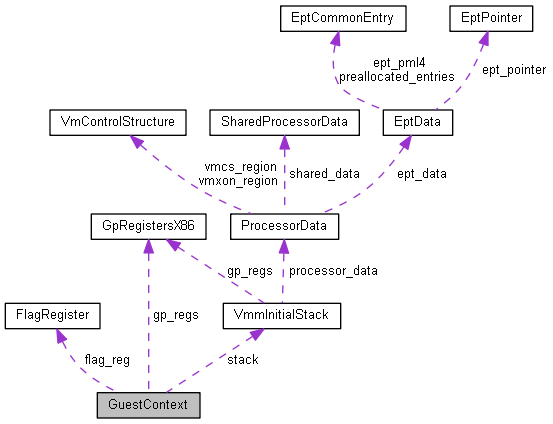 EptCommonEntry
EptPointer
ept_pml4
preallocated_entries
ept_pointer
VmControlStructure
SharedProcessorData
EptData
vmcs_region
vmxon_region
shared_data
ept_data
GpRegistersX86
ProcessorData
gp_regs
processor_data
FlagRegister
gp_regs
VmmInitialStack
flag_reg
stack
GuestContext